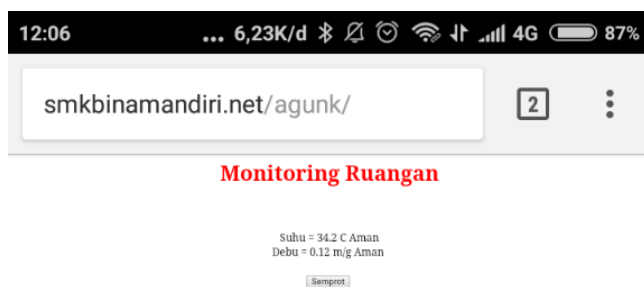 12:06 ... 6,23K/d 4G 87%
smkbinamandiri.net/agunk/ 2
Monitoring Ruangan
Suhu = 34.2 C Aman
Debu = 0.12 m/g Aman
Semprot